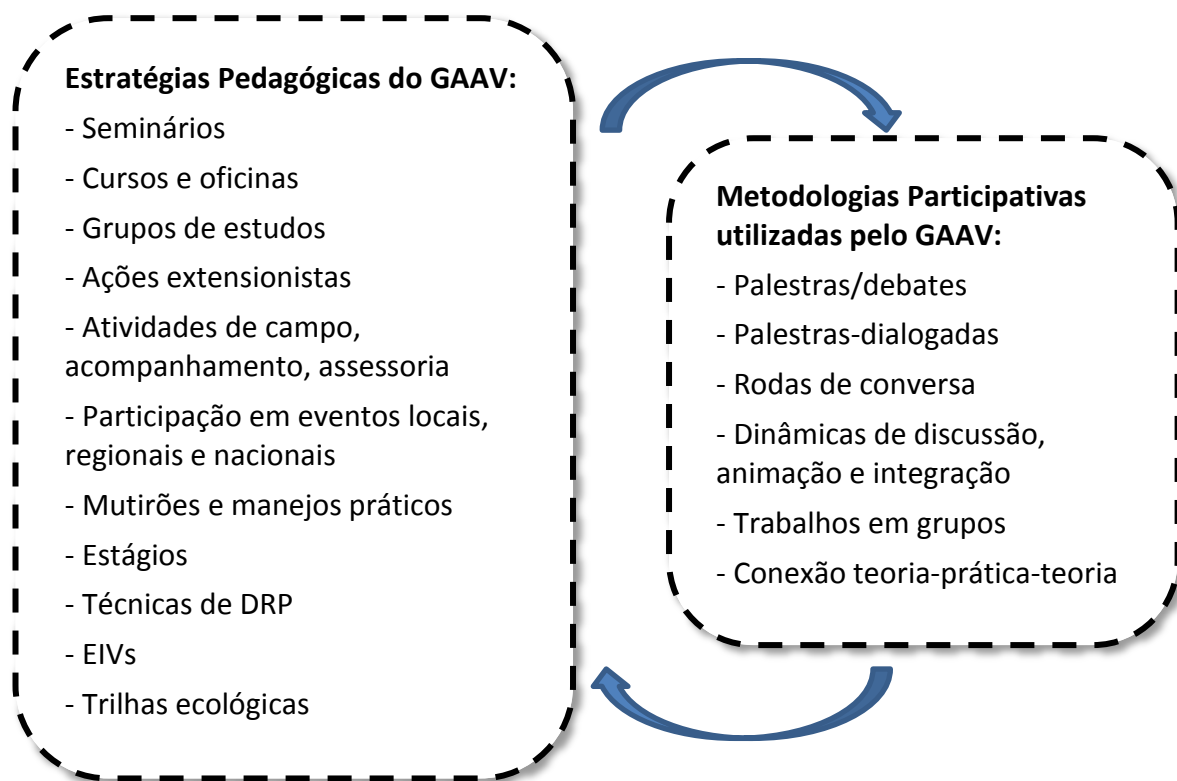 Estratégias Pedagógicas do GAAV:
- Seminários
- Cursos e oficinas
- Grupos de estudos
- Ações extensionistas
- Atividades de campo,
acompanhamento, assessoria
- Participação em eventos locais,
regionais e nacionais
- Mutirões e manejos práticos
- Estágios
- Técnicas de DRP
- EIVs
- Trilhas ecológicas
Metodologias Participativas
utilizadas pelo GAAV:
- Palestras/debates
- Palestras-dialogadas
- Rodas de conversa
- Dinâmicas de discussão,
animação e integração
- Trabalhos em grupos
- Conexão teoria-prática-teoria